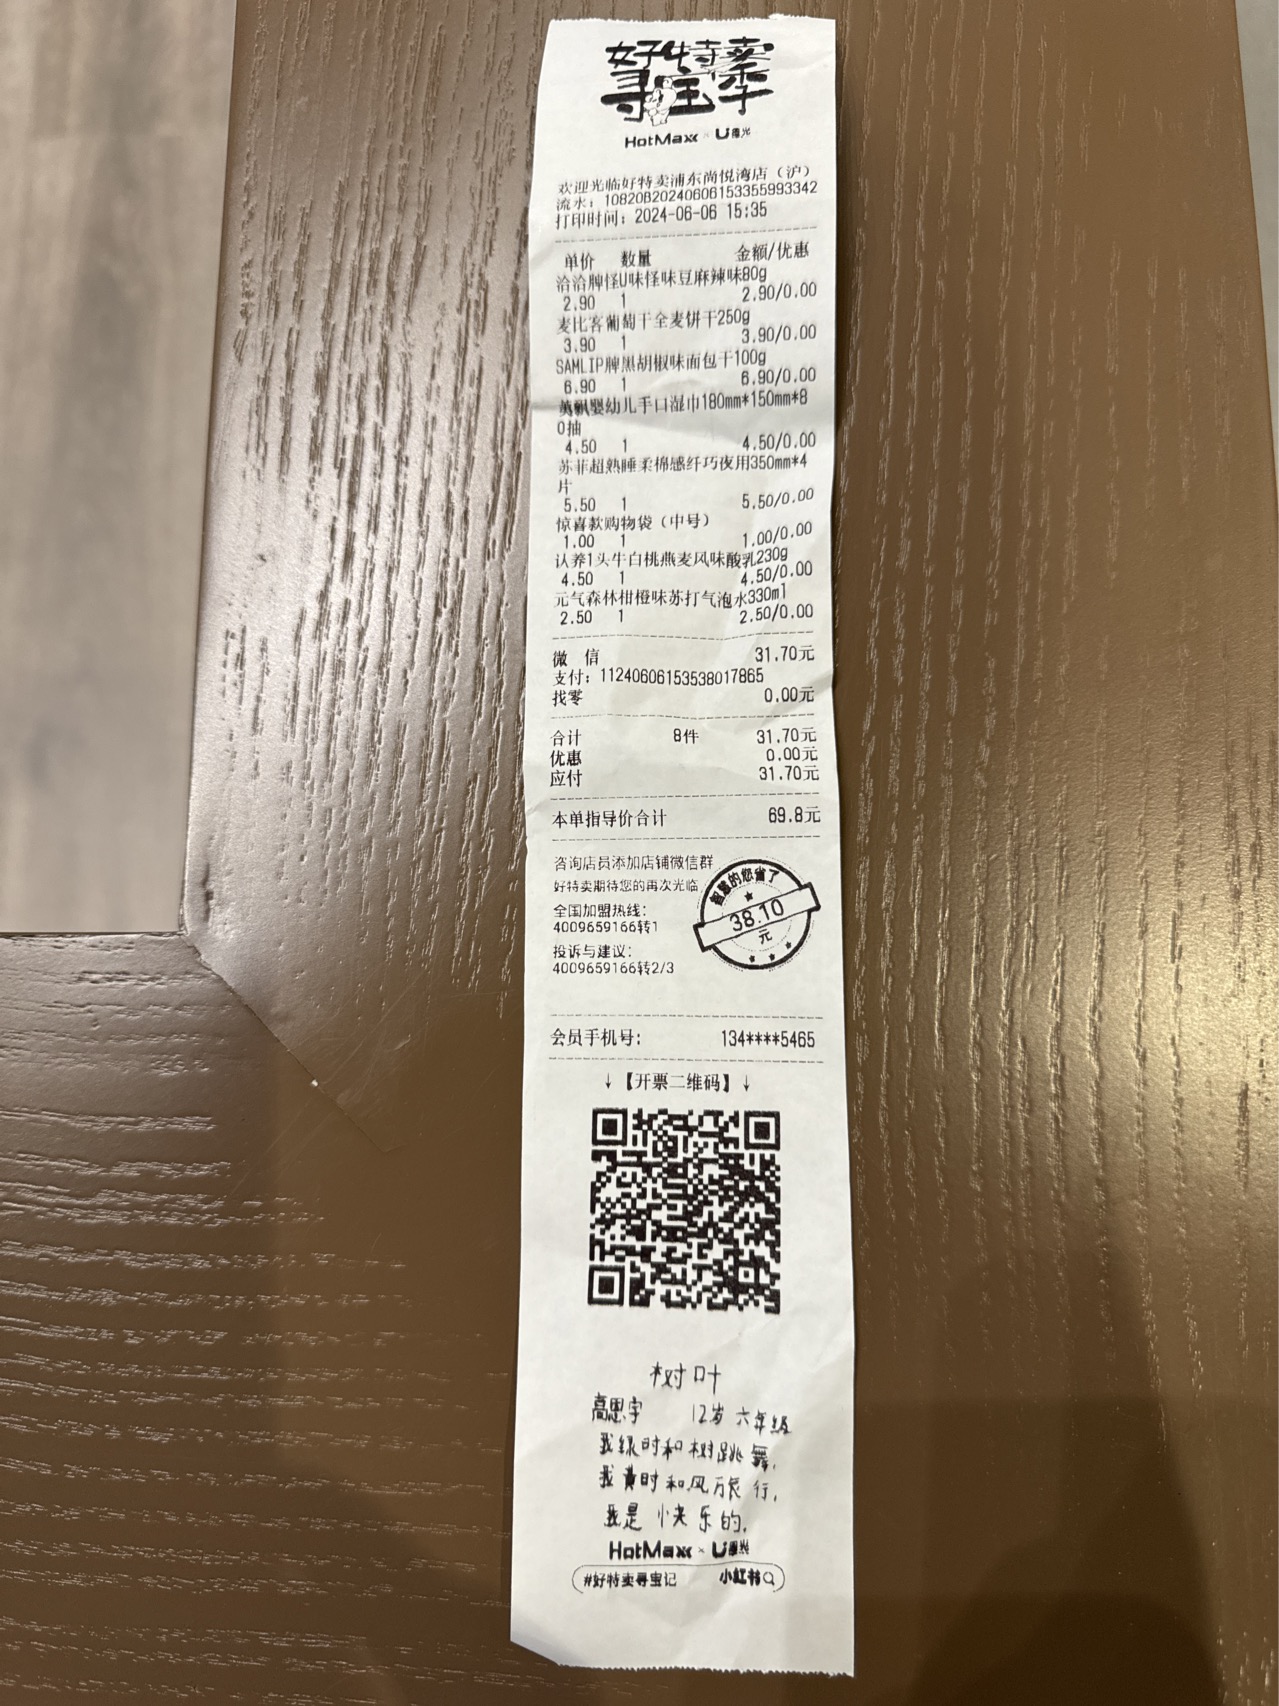 好特卖
寻宝季
HotMaxx × U
欢迎光临好特卖浦东尚悦湾店（沪）
流水：10820B20240606153355993342
打印时间：2024-06-06 15:35
单价 数量 金额/优惠
洽洽牌怪U味怪味豆麻辣味80g
2.90 1 2.90/0.00
麦比客葡萄干全麦饼干250g
3.90 1 3.90/0.00
SAMLIP牌黑胡椒味面包干100g
6.90 1 6.90/0.00
英飘婴幼儿手口湿巾180mm*150mm*8
0抽
4.50 1 4.50/0.00
苏菲超熟睡柔棉感纤巧夜用350mm*4
片
5.50 1 5.50/0.00
惊喜款购物袋（中号）
1.00 1 1.00/0.00
认养1头牛白桃燕麦风味酸乳230g
4.50 1 4.50/0.00
元气森林柑橙味苏打气泡水330ml
2.50 1 2.50/0.00
微 信 31.70元
支付：11240606153538017865
找零 0.00元
合计 8件 31.70元
优惠 0.00元
应付 31.70元
本单指导价合计 69.8元
咨询店员添加店铺微信群
好特卖期待您的再次光临
全国加盟热线：
4009659166转1
投诉与建议：
4009659166转2/3
智慧的您省了
38.10
元
会员手机号： 134****5465
↓【开票二维码】↓
树叶
高思宇 12岁 六年级
我绿时和树跳舞，
我黄时和风旅行，
我是快乐的。
HotMaxx × U
#好特卖寻宝记 小红书